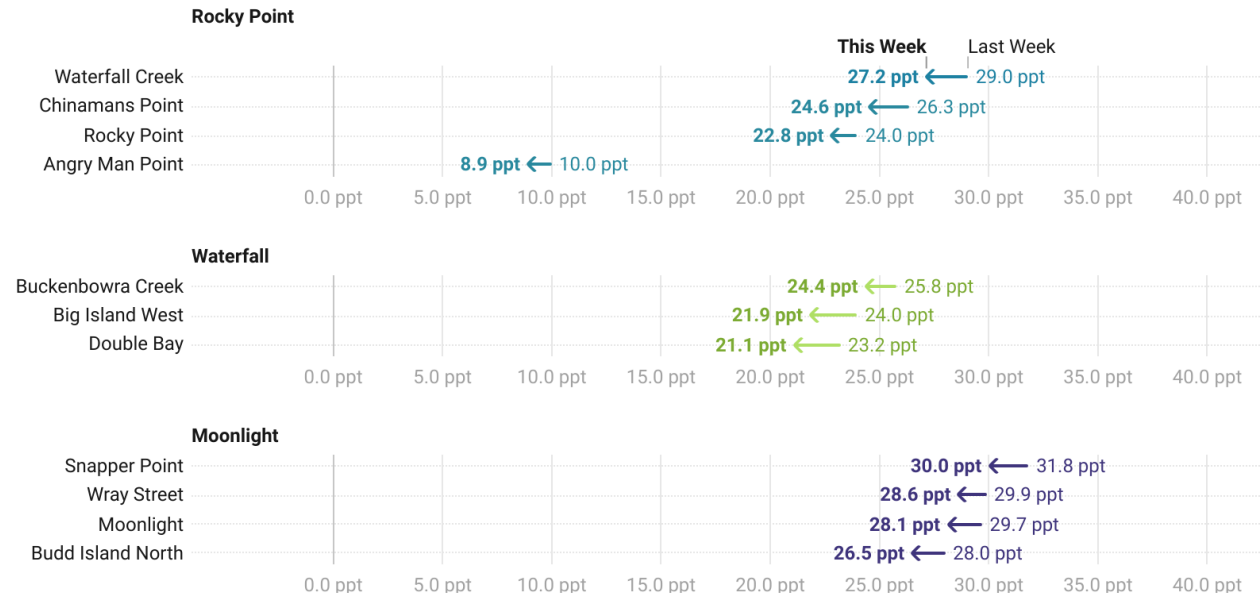 Rocky Point
This Week Last Week
Waterfall Creek 27.2 ppt 29.0 ppt
Chinamans Point 24.6 ppt 26.3 ppt
Rocky Point 22.8 ppt 24.0 ppt
Angry Man Point 8.9 ppt 10.0 ppt
0.0 ppt 5.0 ppt 10.0 ppt 15.0 ppt 20.0 ppt 25.0 ppt 30.0 ppt 35.0 ppt 40.0 ppt
Waterfall
Buckenbowra Creek 24.4 ppt 25.8 ppt
Big Island West 21.9 ppt 24.0 ppt
Double Bay 21.1 ppt 23.2 ppt
0.0 ppt 5.0 ppt 10.0 ppt 15.0 ppt 20.0 ppt 25.0 ppt 30.0 ppt 35.0 ppt 40.0 ppt
Moonlight
Snapper Point 30.0 ppt 31.8 ppt
Wray Street 28.6 ppt 29.9 ppt
Moonlight 28.1 ppt 29.7 ppt
Budd Island North 26.5 ppt 28.0 ppt
0.0 ppt 5.0 ppt 10.0 ppt 15.0 ppt 20.0 ppt 25.0 ppt 30.0 ppt 35.0 ppt 40.0 ppt